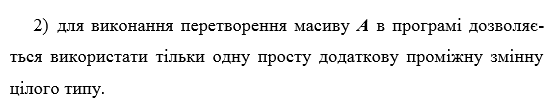 2) для виконання перетворення масиву A в програмі дозволяє-
ться використати тільки одну просту додаткову проміжну змінну
цілого типу.